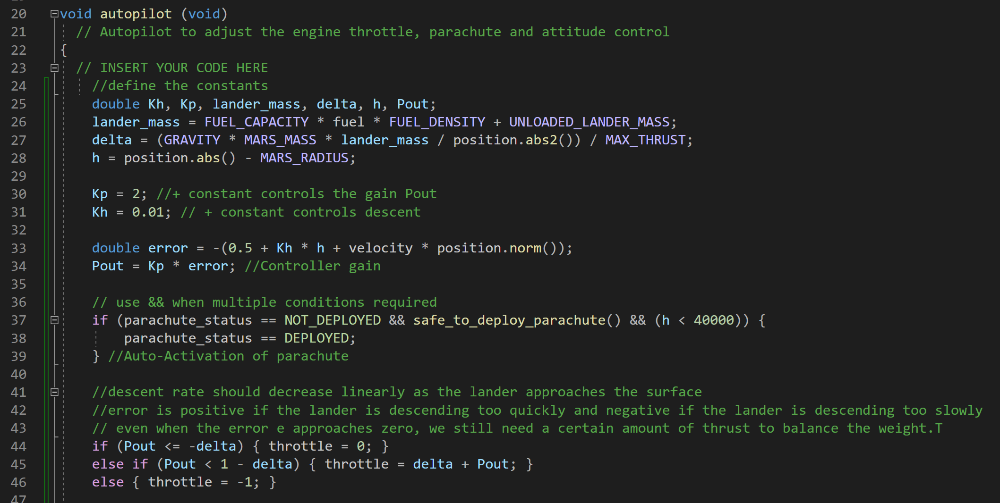 20 void autopilot (void)
21 // Autopilot to adjust the engine throttle, parachute and attitude control
22 {
23 // INSERT YOUR CODE HERE
24 //define the constants
25 double Kh, Kp, lander_mass, delta, h, Pout;
26 lander_mass = FUEL_CAPACITY * fuel * FUEL_DENSITY + UNLOADED_LANDER_MASS;
27 delta = (GRAVITY * MARS_MASS * lander_mass / position.abs2()) / MAX_THRUST;
28 h = position.abs() - MARS_RADIUS;
29
30 Kp = 2; //+ constant controls the gain Pout
31 Kh = 0.01; // + constant controls descent
32
33 double error = -(0.5 + Kh * h + velocity * position.norm());
34 Pout = Kp * error; //Controller gain
35
36 // use && when multiple conditions required
37 if (parachute_status == NOT_DEPLOYED && safe_to_deploy_parachute() && (h < 40000)) {
38 parachute_status == DEPLOYED;
39 } //Auto-Activation of parachute
40
41 //descent rate should decrease linearly as the lander approaches the surface
42 //error is positive if the lander is descending too quickly and negative if the lander is descending too slowly
43 // even when the error e approaches zero, we still need a certain amount of thrust to balance the weight.T
44 if (Pout <= -delta) { throttle = 0; }
45 else if (Pout < 1 - delta) { throttle = delta + Pout; }
46 else { throttle = -1; }
47